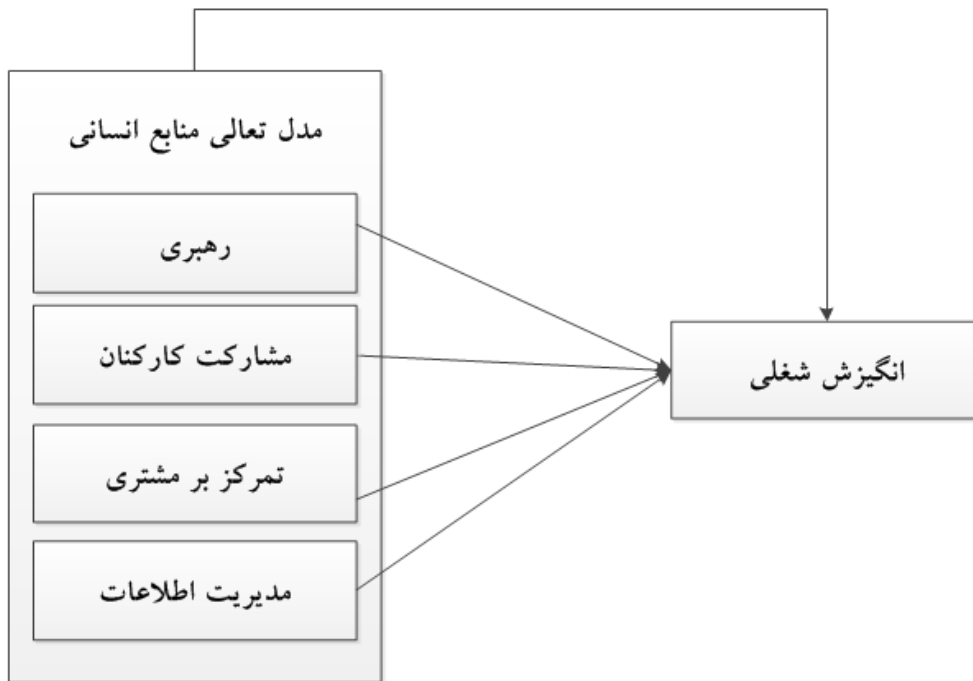 مدل تعالی منابع انسانی
رهبری
مشارکت کارکنان
تمرکز بر مشتری
مدیریت اطلاعات
انگیزش شغلی